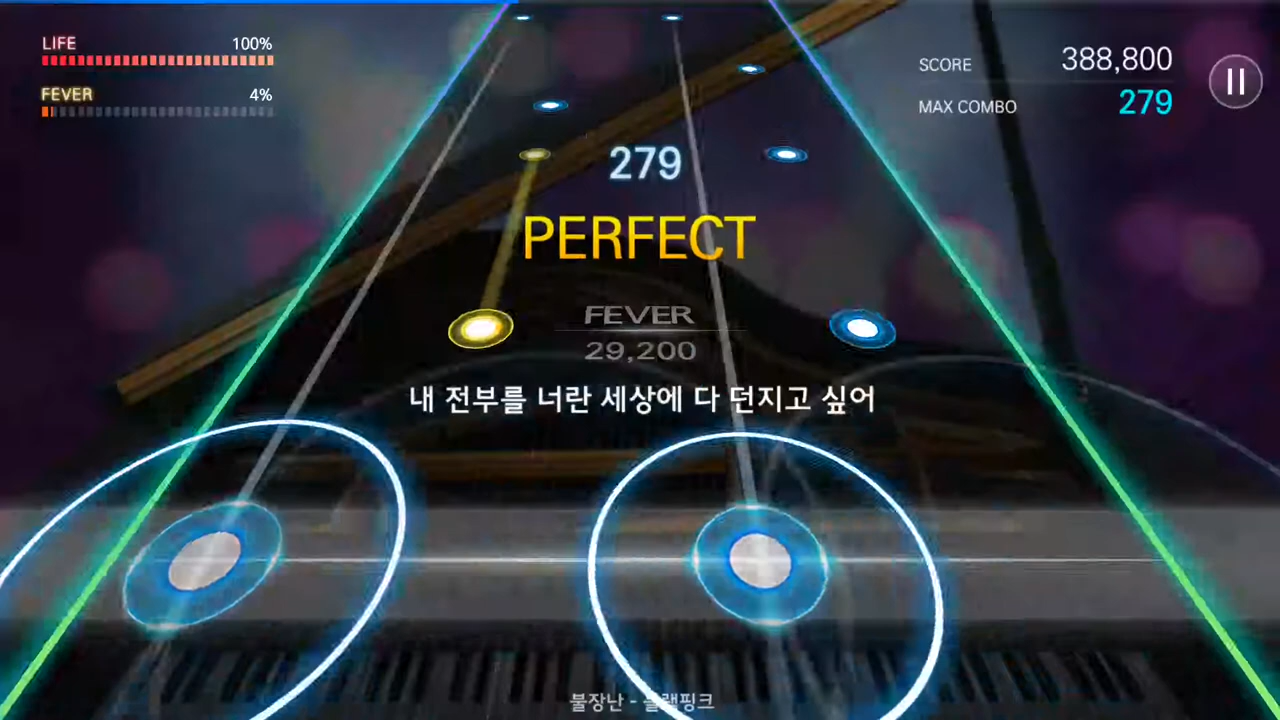 LIFE 100%
FEVER 4%
SCORE 388,800
MAX COMBO 279
279
PERFECT
FEVER
29,200
내 전부를 너란 세상에 다 던지고 싶어
불장난 - 블랙핑크